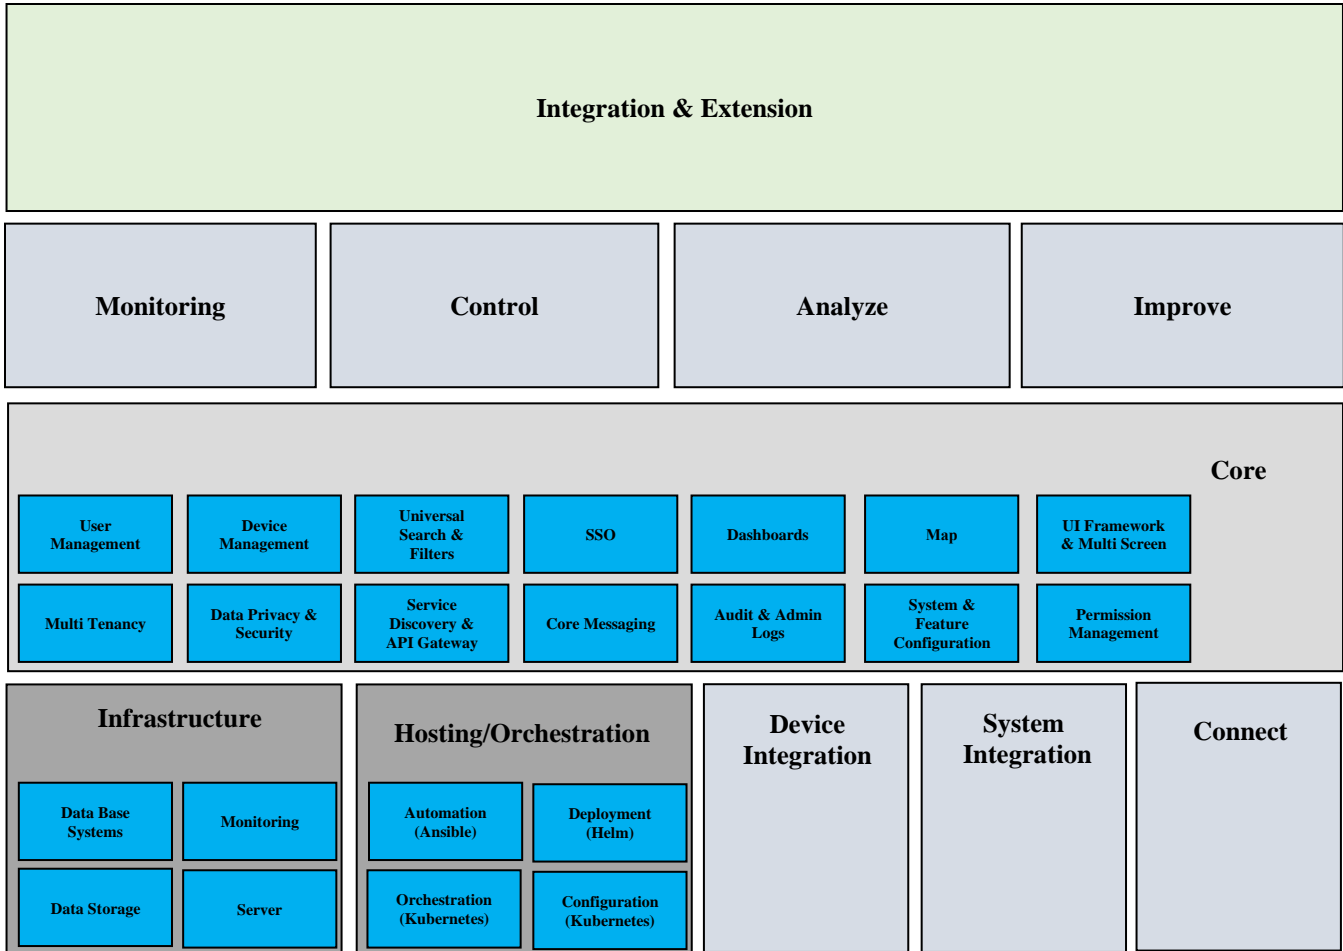 Integration & Extension
Monitoring
Control
Analyze
Improve
Core
User
Management
Device
Management
Universal
Search &
Filters
SSO
Dashboards
Map
UI Framework
& Multi Screen
Multi Tenancy
Data Privacy &
Security
Service
Discovery &
API Gateway
Core Messaging
Audit & Admin
Logs
System &
Feature
Configuration
Permission
Management
Infrastructure
Data Base
Systems
Monitoring
Data Storage
Server
Hosting/Orchestration
Automation
(Ansible)
Deployment
(Helm)
Orchestration
(Kubernetes)
Configuration
(Kubernetes)
Device
Integration
System
Integration
Connect